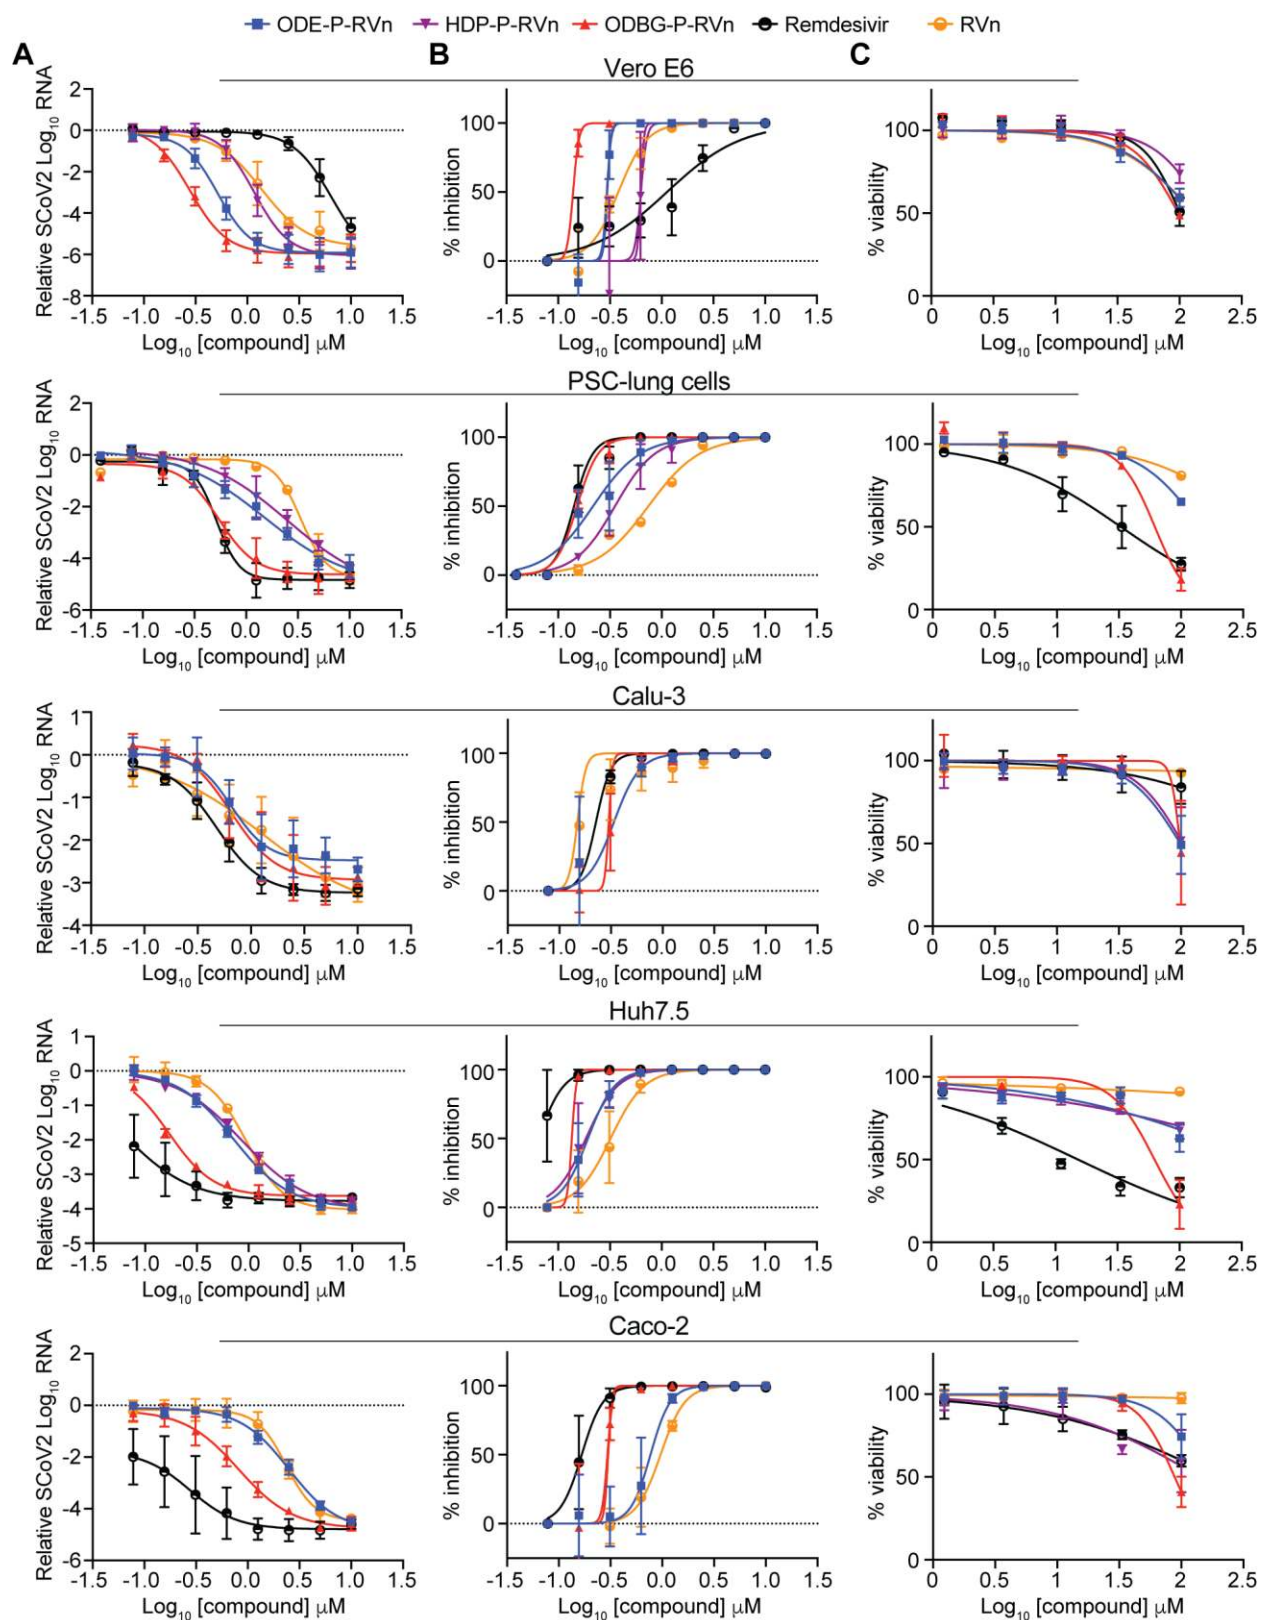 ODE-P-RVn HDP-P-RVn ODBG-P-RVn Remdesivir RVn
A B C
Vero E6
Relative SCoV2 Log10 RNA
2
0
-2
-4
-6
-8
-1.5 -1.0 -0.5 0.0 0.5 1.0 1.5
Log10 [compound] μM
% inhibition
100
50
0
-1.5 -1.0 -0.5 0.0 0.5 1.0 1.5
Log10 [compound] μM
% viability
100
50
0
0 0.5 1 1.5 2 2.5
Log10 [compound] μM
PSC-lung cells
Relative SCoV2 Log10 RNA
2
0
-2
-4
-6
-1.5 -1.0 -0.5 0.0 0.5 1.0 1.5
Log10 [compound] μM
% inhibition
100
50
0
-1.5 -1.0 -0.5 0.0 0.5 1.0 1.5
Log10 [compound] μM
% viability
100
50
0
0 0.5 1 1.5 2 2.5
Log10 [compound] μM
Calu-3
Relative SCoV2 Log10 RNA
1
0
-1
-2
-3
-4
-1.5 -1.0 -0.5 0.0 0.5 1.0 1.5
Log10 [compound] μM
% inhibition
100
50
0
-1.5 -1.0 -0.5 0.0 0.5 1.0 1.5
Log10 [compound] μM
% viability
100
50
0
0 0.5 1 1.5 2 2.5
Log10 [compound] μM
Huh7.5
Relative SCoV2 Log10 RNA
1
0
-1
-2
-3
-4
-5
-1.5 -1.0 -0.5 0.0 0.5 1.0 1.5
Log10 [compound] μM
% inhibition
100
50
0
-1.5 -1.0 -0.5 0.0 0.5 1.0 1.5
Log10 [compound] μM
% viability
100
50
0
0 0.5 1 1.5 2 2.5
Log10 [compound] μM
Caco-2
Relative SCoV2 Log10 RNA
2
0
-2
-4
-6
-1.5 -1.0 -0.5 0.0 0.5 1.0 1.5
Log10 [compound] μM
% inhibition
100
50
0
-1.5 -1.0 -0.5 0.0 0.5 1.0 1.5
Log10 [compound] μM
% viability
100
50
0
0 0.5 1 1.5 2 2.5
Log10 [compound] μM